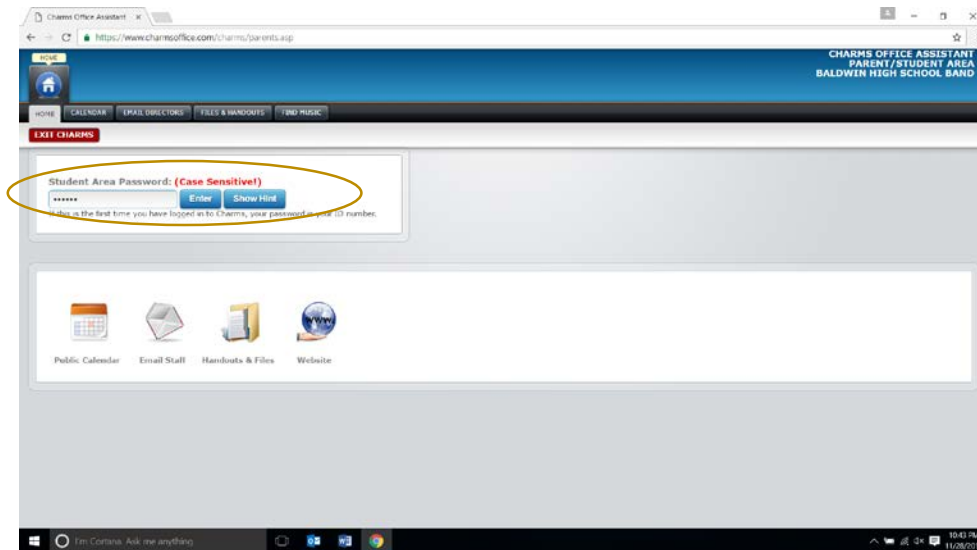 Charms Office Assistant
https://www.charmsoffice.com/charms/parents.asp
HOME
CHARMS OFFICE ASSISTANT
PARENT/STUDENT AREA
BALDWIN HIGH SCHOOL BAND
HOME CALENDAR EMAIL DIRECTORS FILES & HANDOUTS FIND MUSIC
EXIT CHARMS
Student Area Password: (Case Sensitive!)
•••••• Enter Show Hint
If this is the first time you have logged in to Charms, your password is your ID number.
www
Public Calendar Email Staff Handouts & Files Website
I'm Cortana. Ask me anything.
10:43 PM